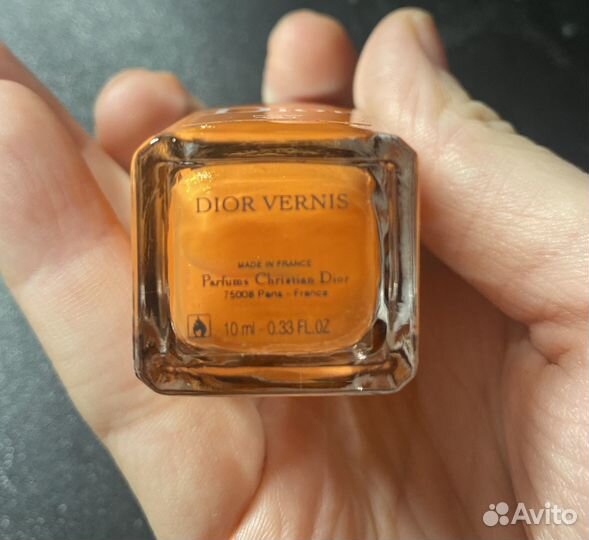 DIOR VERNIS
MADE IN FRANCE
Parfums Christian Dior
75008 Paris - France
10 ml - 0.33 FL.OZ
Avito